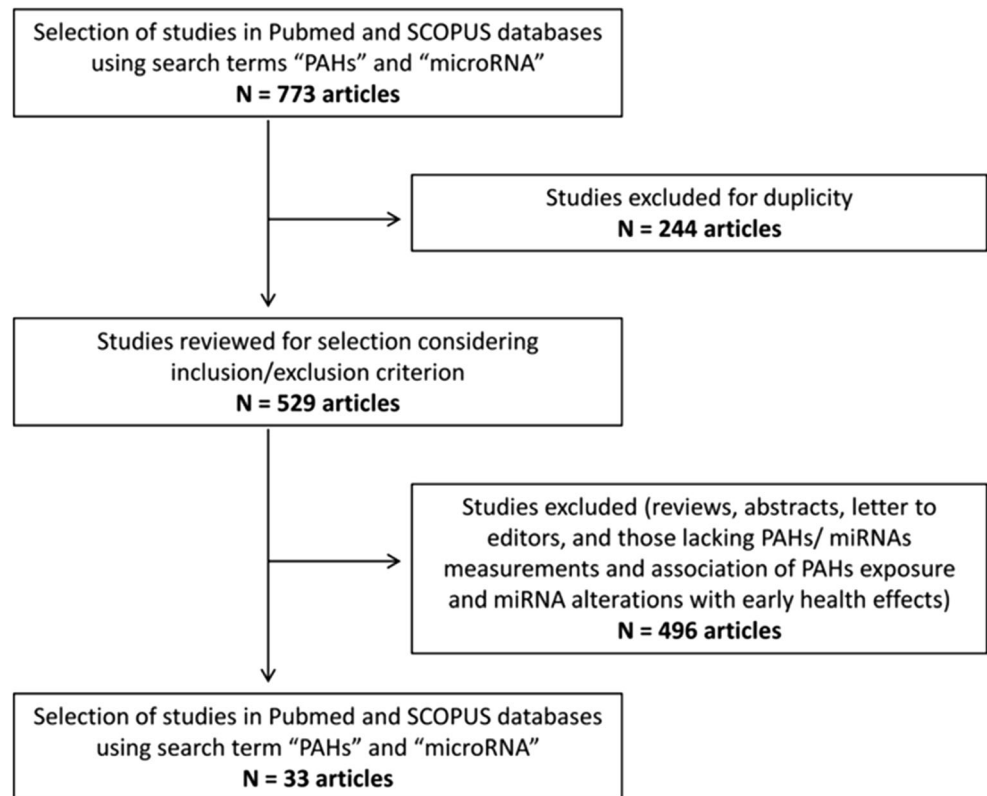 Selection of studies in Pubmed and SCOPUS databases
using search terms “PAHs” and “microRNA”
N = 773 articles
Studies excluded for duplicity
N = 244 articles
Studies reviewed for selection considering
inclusion/exclusion criterion
N = 529 articles
Studies excluded (reviews, abstracts, letter to
editors, and those lacking PAHs/ miRNAs
measurements and association of PAHs exposure
and miRNA alterations with early health effects)
N = 496 articles
Selection of studies in Pubmed and SCOPUS databases
using search term “PAHs” and “microRNA”
N = 33 articles